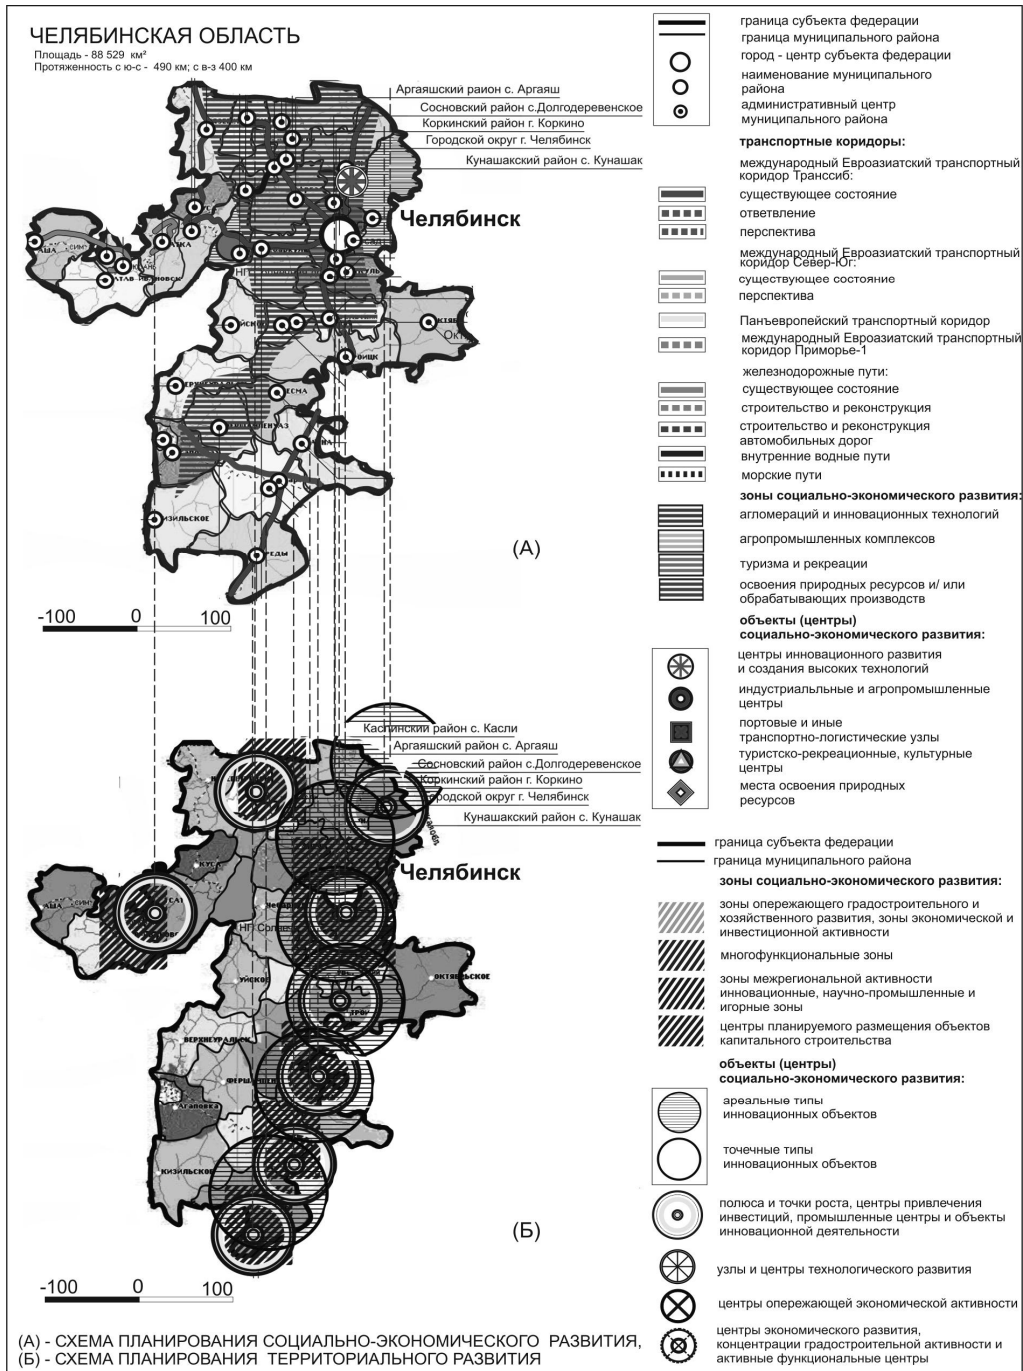 ЧЕЛЯБИНСКАЯ ОБЛАСТЬ
Площадь - 88 529 км²
Протяженность с ю-с - 490 км; с в-з 400 км
Аргаяшский раион с. Аргаяш
Сосновский район с.Долгодеревенское
Коркинский район г. Коркино
Городской округ г. Челябинск
Кунашакский район с. Кунашак
Челябинск
ОКТЯБ
Окт
КИЗИЛЬСКОЕ
РЕДЫ
(А)
-100 0 100
Каслинский район с. Касли
Аргаяшский район с. Аргаяш
Сосновский район с.Долгодеревенское
Коркинский район г. Коркино
ородской округ г. Челябинск
Кунашакский район с. Кунашак
Челябинск
КУСА
АША
СИМ
УЙСКОЕ
ОКТЯБРЬСКОЕ
ВЕРХНЕУРАЛЬСК
Агаповка
КИЗИЛЬСКОЕ
(Б)
-100 0 100
(А) - СХЕМА ПЛАНИРОВАНИЯ СОЦИАЛЬНО-ЭКОНОМИЧЕСКОГО РАЗВИТИЯ,
(Б) - СХЕМА ПЛАНИРОВАНИЯ ТЕРРИТОРИАЛЬНОГО РАЗВИТИЯ
граница субъекта федерации
граница муниципального района
город - центр субъекта федерации
наименование муниципального
района
административный центр
муниципального района
транспортные коридоры:
международный Евроазиатский транспортный
коридор Транссиб:
существующее состояние
ответвление
перспектива
международный Евроазиатский транспортный
коридор Север-Юг:
существующее состояние
перспектива
Панъевропейский транспортный коридор
международный Евроазиатский транспортный
коридор Приморье-1
железнодорожные пути:
существующее состояние
строительство и реконструкция
строительство и реконструкция
автомобильных дорог
внутренние водные пути
морские пути
зоны социально-экономического развития:
агломераций и инновационных технологий
агропромышленных комплексов
туризма и рекреации
освоения природных ресурсов и/ или
обрабатывающих производств
объекты (центры)
социально-экономического развития:
центры инновационного развития
и создания высоких технологий
индустриальльные и агропромышленные
центры
портовые и иные
транспортно-логистические узлы
туристско-рекреационные, культурные
центры
места освоения природных
ресурсов
граница субъекта федерации
граница муниципального района
зоны социально-экономического развития:
зоны опережающего градостроительного и
хозяйственного развития, зоны экономической и
инвестиционной активности
многофункциональные зоны
зоны межрегиональной активности
инновационные, научно-промышленные и
игорные зоны
центры планируемого размещения объектов
капитального строительства
объекты (центры)
социально-экономического развития:
ареальные типы
инновационных объектов
точечные типы
инновационных объектов
полюса и точки роста, центры привлечения
инвестиций, промышленные центры и объекты
инновационной деятельности
узлы и центры технологического развития
центры опережающей экономической активности
центры экономического развития,
концентрации градостроительной активности и
активные функциональные центры